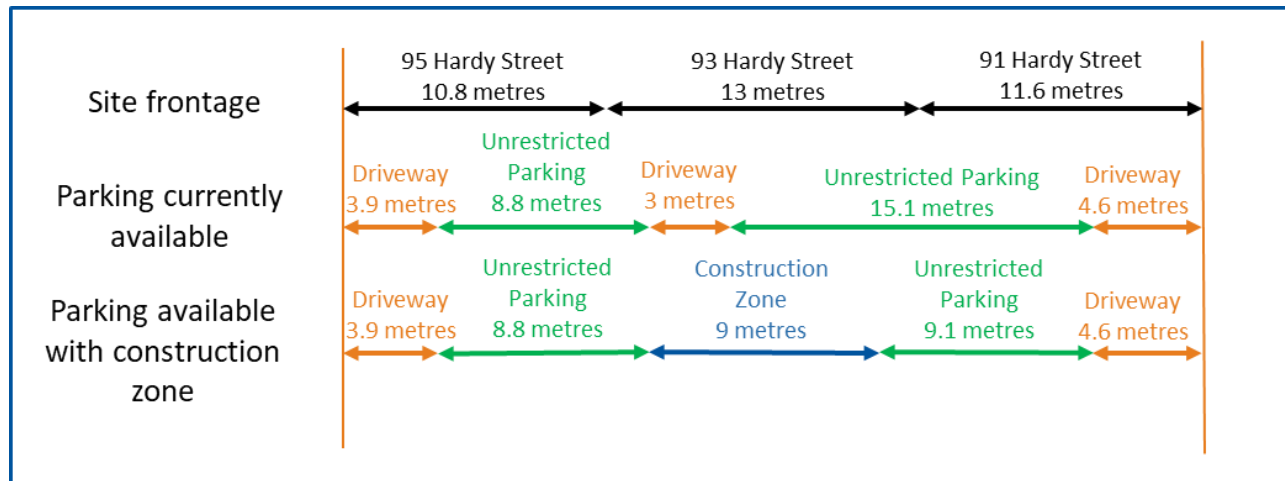 Site frontage
95 Hardy Street
10.8 metres
93 Hardy Street
13 metres
91 Hardy Street
11.6 metres
Parking currently
available
Driveway
3.9 metres
Unrestricted
Parking
8.8 metres
Driveway
3 metres
Unrestricted Parking
15.1 metres
Driveway
4.6 metres
Parking available
with construction
zone
Driveway
3.9 metres
Unrestricted
Parking
8.8 metres
Construction
Zone
9 metres
Unrestricted
Parking
9.1 metres
Driveway
4.6 metres